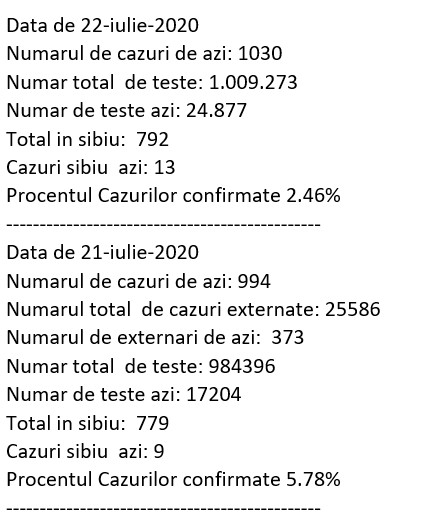 Data de 22-iulie-2020
Numarul de cazuri de azi: 1030
Numar total  de teste: 1.009.273
Numar de teste azi: 24.877
Total in sibiu:  792
Cazuri sibiu  azi: 13
Procentul Cazurilor confirmate 2.46%
-----------------------------------------------
Data de 21-iulie-2020
Numarul de cazuri de azi: 994
Numarul total  de cazuri externate: 25586
Numarul de externari de azi:  373
Numar total  de teste: 984396
Numar de teste azi: 17204
Total in sibiu:  779
Cazuri sibiu  azi: 9
Procentul Cazurilor confirmate 5.78%
-----------------------------------------------